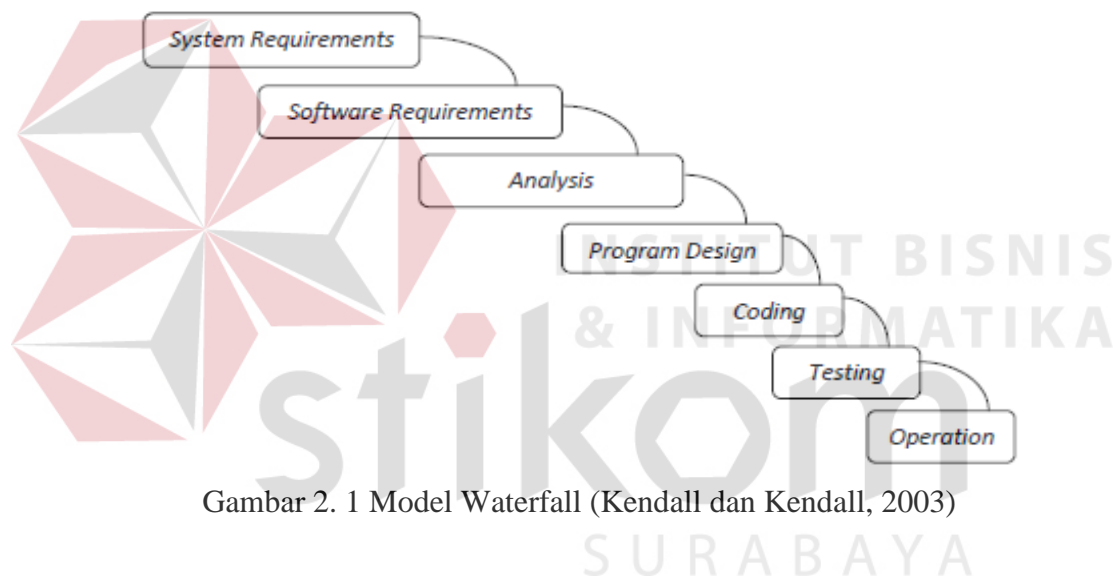 System Requirements
Software Requirements
Analysis
Program Design
INSTITUT BISNIS
Coding
& INFORMATIKA
Testing
stikom
Operation
Gambar 2. 1 Model Waterfall (Kendall dan Kendall, 2003)
SURABAYA